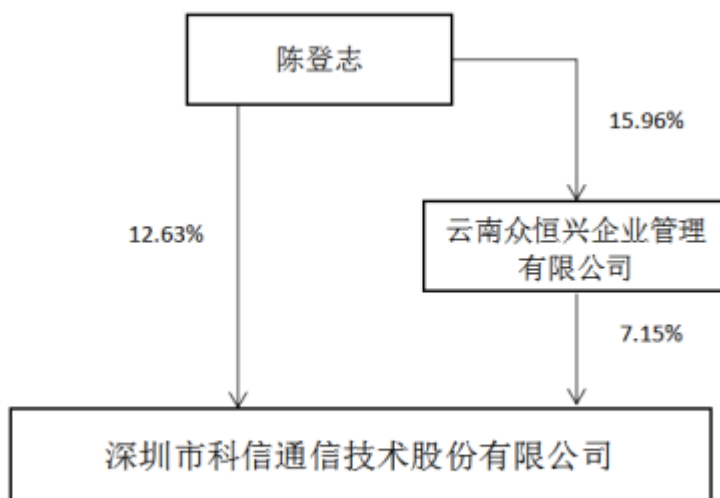 陈登志
15.96%
12.63%
云南众恒兴企业管理
有限公司
7.15%
深圳市科信通信技术股份有限公司